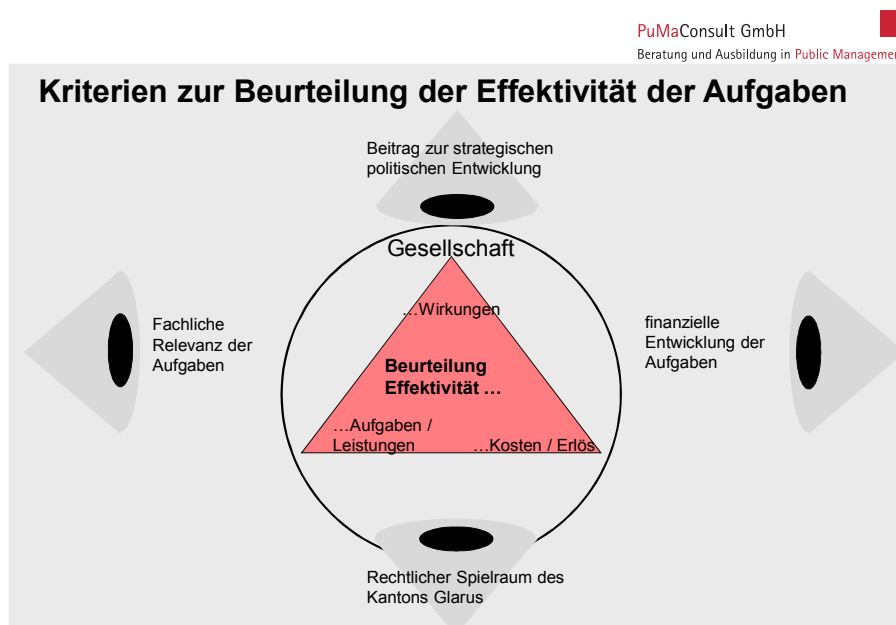 PuMaConsult GmbH
Beratung und Ausbildung in Public Managemen
Kriterien zur Beurteilung der Effektivität der Aufgaben
Beitrag zur strategischen
politischen Entwicklung
Gesellschaft
…Wirkungen
Fachliche
Relevanz der
Aufgaben
finanzielle
Entwicklung der
Aufgaben
Beurteilung
Effektivität …
…Aufgaben /
Leistungen
…Kosten / Erlös
Rechtlicher Spielraum des
Kantons Glarus